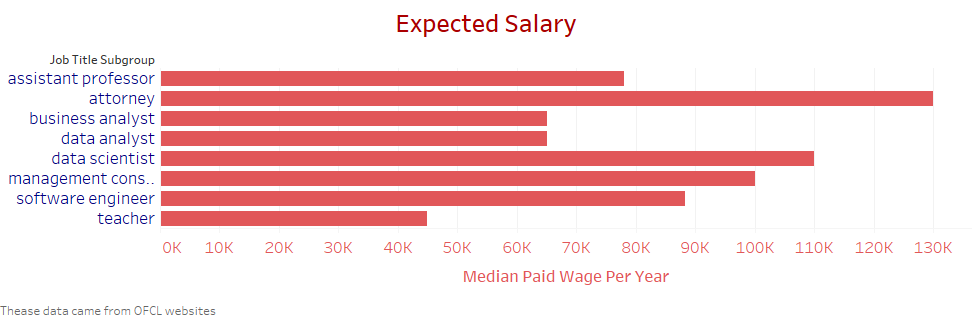 Expected Salary
Job Title Subgroup
assistant professor
attorney
business analyst
data analyst
data scientist
management cons..
software engineer
teacher
0K 10K 20K 30K 40K 50K 60K 70K 80K 90K 100K 110K 120K 130K
Median Paid Wage Per Year
Thease data came from OFCL websites